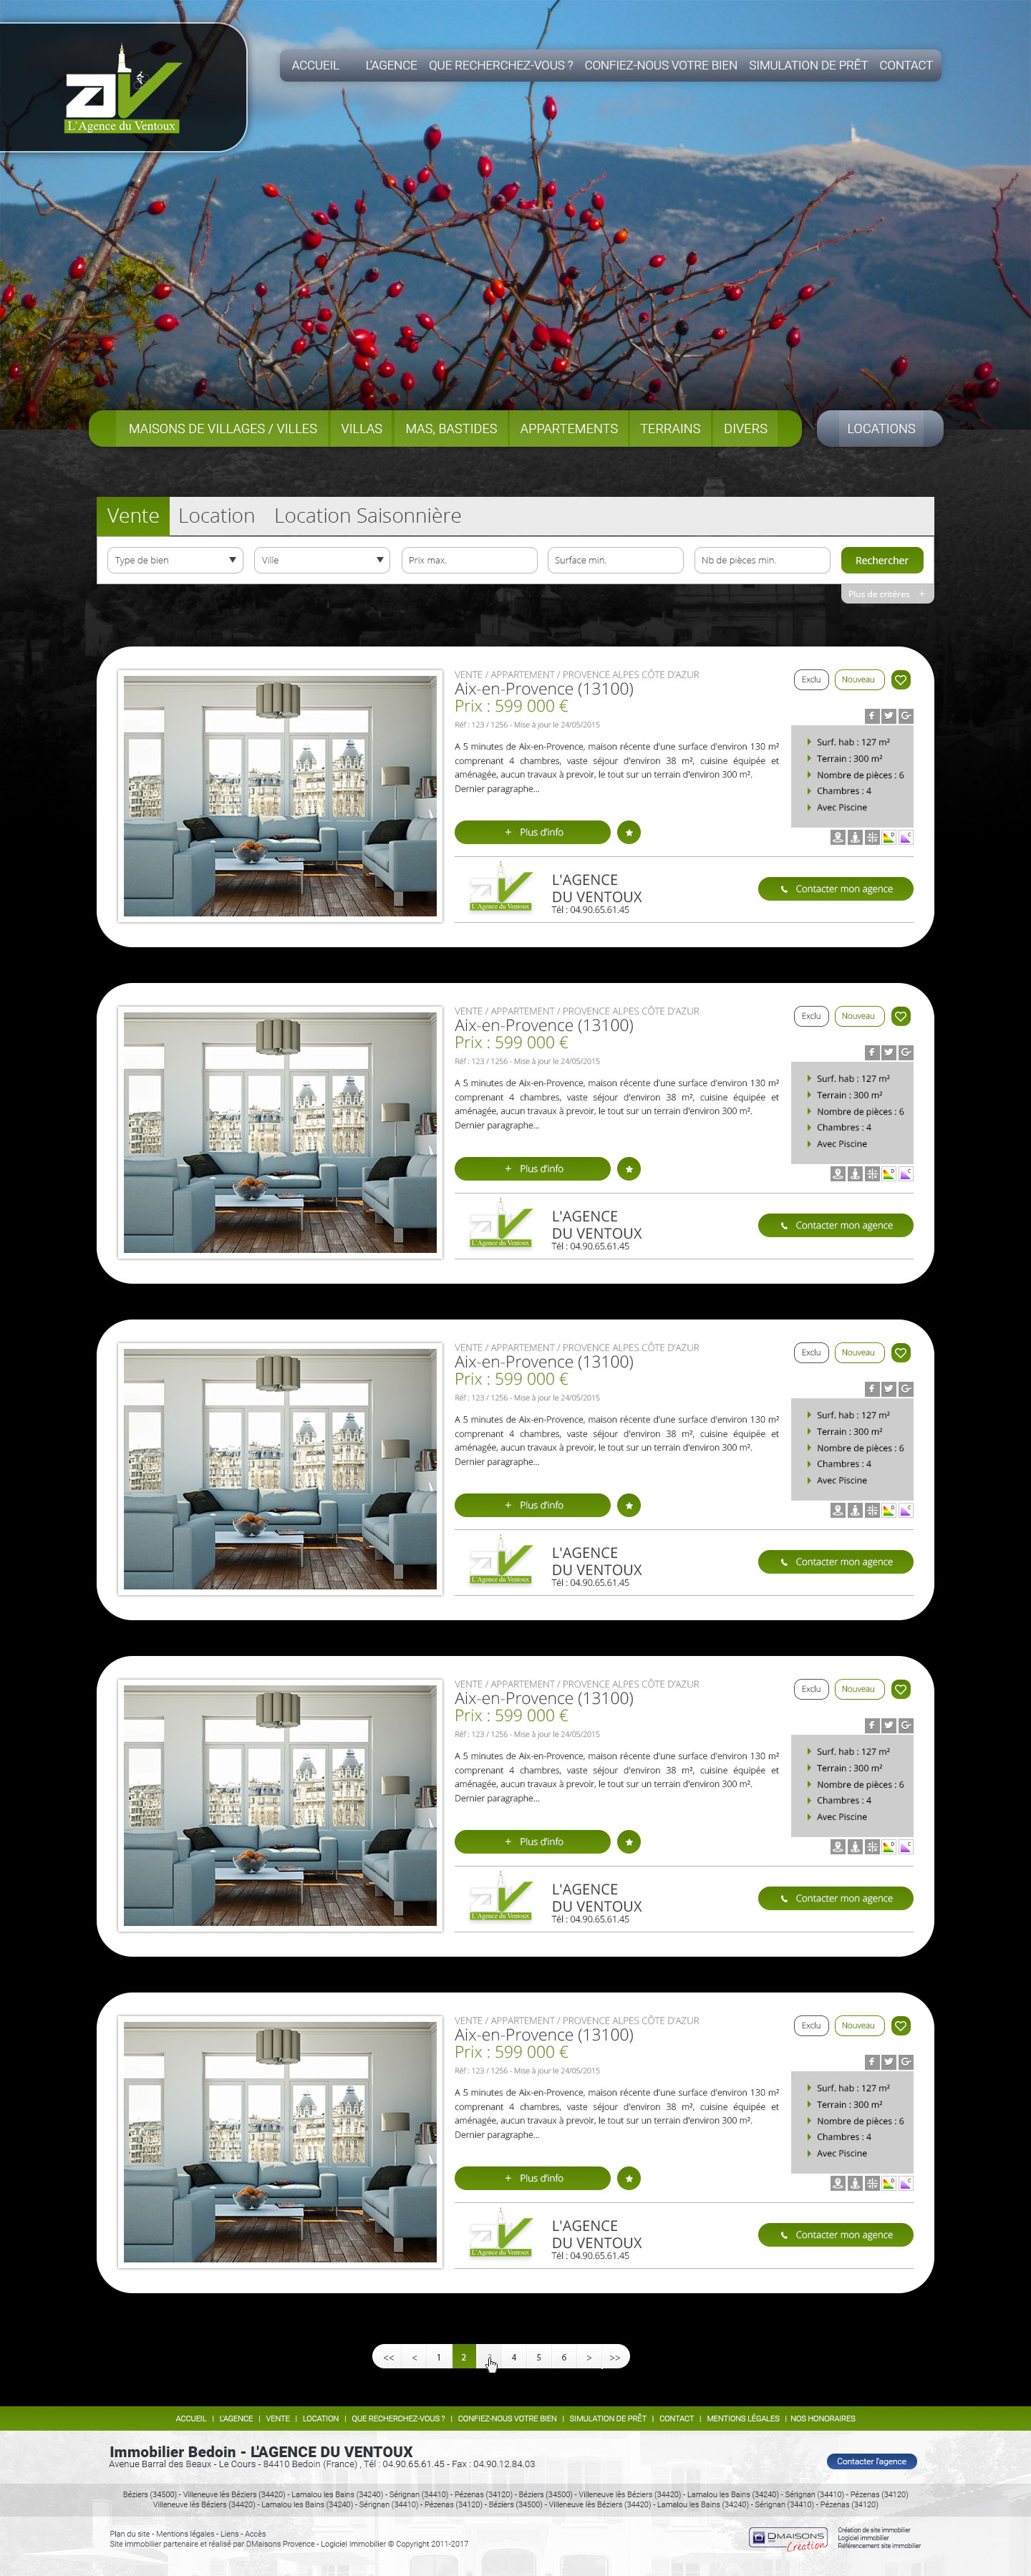 L'Agence du Ventoux
ACCUEIL L'AGENCE QUE RECHERCHEZ-VOUS ? CONFIEZ-NOUS VOTRE BIEN SIMULATION DE PRÊT CONTACT
MAISONS DE VILLAGES / VILLES VILLAS MAS, BASTIDES APPARTEMENTS TERRAINS DIVERS LOCATIONS
Vente Location Location Saisonnière
Type de bien Ville Prix max. Surface min. Nb de pièces min. Rechercher
Plus de critères +
VENTE / APPARTEMENT / PROVENCE ALPES CÔTE D'AZUR
Aix-en-Provence (13100)
Prix : 599 000 €
Réf : 123 / 1256 - Mise à jour le 24/05/2015
Exclu Nouveau
A 5 minutes de Aix-en-Provence, maison récente d'une surface d'environ 130 m²
comprenant 4 chambres, vaste séjour d'environ 38 m², cuisine équipée et
aménagée, aucun travaux à prevoir, le tout sur un terrain d'environ 300 m².
Dernier paragraphe...
Surf. hab : 127 m²
Terrain : 300 m²
Nombre de pièces : 6
Chambres : 4
Avec Piscine
+ Plus d'info
D C
L'Agence du Ventoux
L'AGENCE
DU VENTOUX
Tél : 04.90.65.61.45
Contacter mon agence
VENTE / APPARTEMENT / PROVENCE ALPES CÔTE D'AZUR
Aix-en-Provence (13100)
Prix : 599 000 €
Réf : 123 / 1256 - Mise à jour le 24/05/2015
Exclu Nouveau
A 5 minutes de Aix-en-Provence, maison récente d'une surface d'environ 130 m²
comprenant 4 chambres, vaste séjour d'environ 38 m², cuisine équipée et
aménagée, aucun travaux à prevoir, le tout sur un terrain d'environ 300 m².
Dernier paragraphe...
Surf. hab : 127 m²
Terrain : 300 m²
Nombre de pièces : 6
Chambres : 4
Avec Piscine
+ Plus d'info
D C
L'Agence du Ventoux
L'AGENCE
DU VENTOUX
Tél : 04.90.65.61.45
Contacter mon agence
VENTE / APPARTEMENT / PROVENCE ALPES CÔTE D'AZUR
Aix-en-Provence (13100)
Prix : 599 000 €
Réf : 123 / 1256 - Mise à jour le 24/05/2015
Exclu Nouveau
A 5 minutes de Aix-en-Provence, maison récente d'une surface d'environ 130 m²
comprenant 4 chambres, vaste séjour d'environ 38 m², cuisine équipée et
aménagée, aucun travaux à prevoir, le tout sur un terrain d'environ 300 m².
Dernier paragraphe...
Surf. hab : 127 m²
Terrain : 300 m²
Nombre de pièces : 6
Chambres : 4
Avec Piscine
+ Plus d'info
D C
L'Agence du Ventoux
L'AGENCE
DU VENTOUX
Tél : 04.90.65.61.45
Contacter mon agence
VENTE / APPARTEMENT / PROVENCE ALPES CÔTE D'AZUR
Aix-en-Provence (13100)
Prix : 599 000 €
Réf : 123 / 1256 - Mise à jour le 24/05/2015
Exclu Nouveau
A 5 minutes de Aix-en-Provence, maison récente d'une surface d'environ 130 m²
comprenant 4 chambres, vaste séjour d'environ 38 m², cuisine équipée et
aménagée, aucun travaux à prevoir, le tout sur un terrain d'environ 300 m².
Dernier paragraphe...
Surf. hab : 127 m²
Terrain : 300 m²
Nombre de pièces : 6
Chambres : 4
Avec Piscine
+ Plus d'info
D C
L'Agence du Ventoux
L'AGENCE
DU VENTOUX
Tél : 04.90.65.61.45
Contacter mon agence
VENTE / APPARTEMENT / PROVENCE ALPES CÔTE D'AZUR
Aix-en-Provence (13100)
Prix : 599 000 €
Réf : 123 / 1256 - Mise à jour le 24/05/2015
Exclu Nouveau
A 5 minutes de Aix-en-Provence, maison récente d'une surface d'environ 130 m²
comprenant 4 chambres, vaste séjour d'environ 38 m², cuisine équipée et
aménagée, aucun travaux à prevoir, le tout sur un terrain d'environ 300 m².
Dernier paragraphe...
Surf. hab : 127 m²
Terrain : 300 m²
Nombre de pièces : 6
Chambres : 4
Avec Piscine
+ Plus d'info
D C
L'Agence du Ventoux
L'AGENCE
DU VENTOUX
Tél : 04.90.65.61.45
Contacter mon agence
<< < 1 2 4 5 6 > >>
ACCUEIL | L'AGENCE | VENTE | LOCATION | QUE RECHERCHEZ-VOUS ? | CONFIEZ-NOUS VOTRE BIEN | SIMULATION DE PRÊT | CONTACT | MENTIONS LÉGALES | NOS HONORAIRES
Immobilier Bedoin - L'AGENCE DU VENTOUX
Avenue Barral des Beaux - Le Cours - 84410 Bedoin (France) , Tél : 04.90.65.61.45 - Fax : 04.90.12.84.03
Contacter l'agence
Béziers (34500) - Villeneuve lès Béziers (34420) - Lamalou les Bains (34240) - Sérignan (34410) - Pézenas (34120) - Béziers (34500) - Villeneuve lès Béziers (34420) - Lamalou les Bains (34240) - Sérignan (34410) - Pézenas (34120)
Villeneuve lès Béziers (34420) - Lamalou les Bains (34240) - Sérignan (34410) - Pézenas (34120) - Béziers (34500) - Villeneuve lès Béziers (34420) - Lamalou les Bains (34240) - Sérignan (34410) - Pézenas (34120)
Plan du site - Mentions légales - Liens - Accès
Site immobilier partenaire et réalisé par DMaisons Provence - Logiciel Immobilier © Copyright 2011-2017
DMAISONS
Création
Création de site immobilier
Logiciel immobilier
Référencement site immobilier